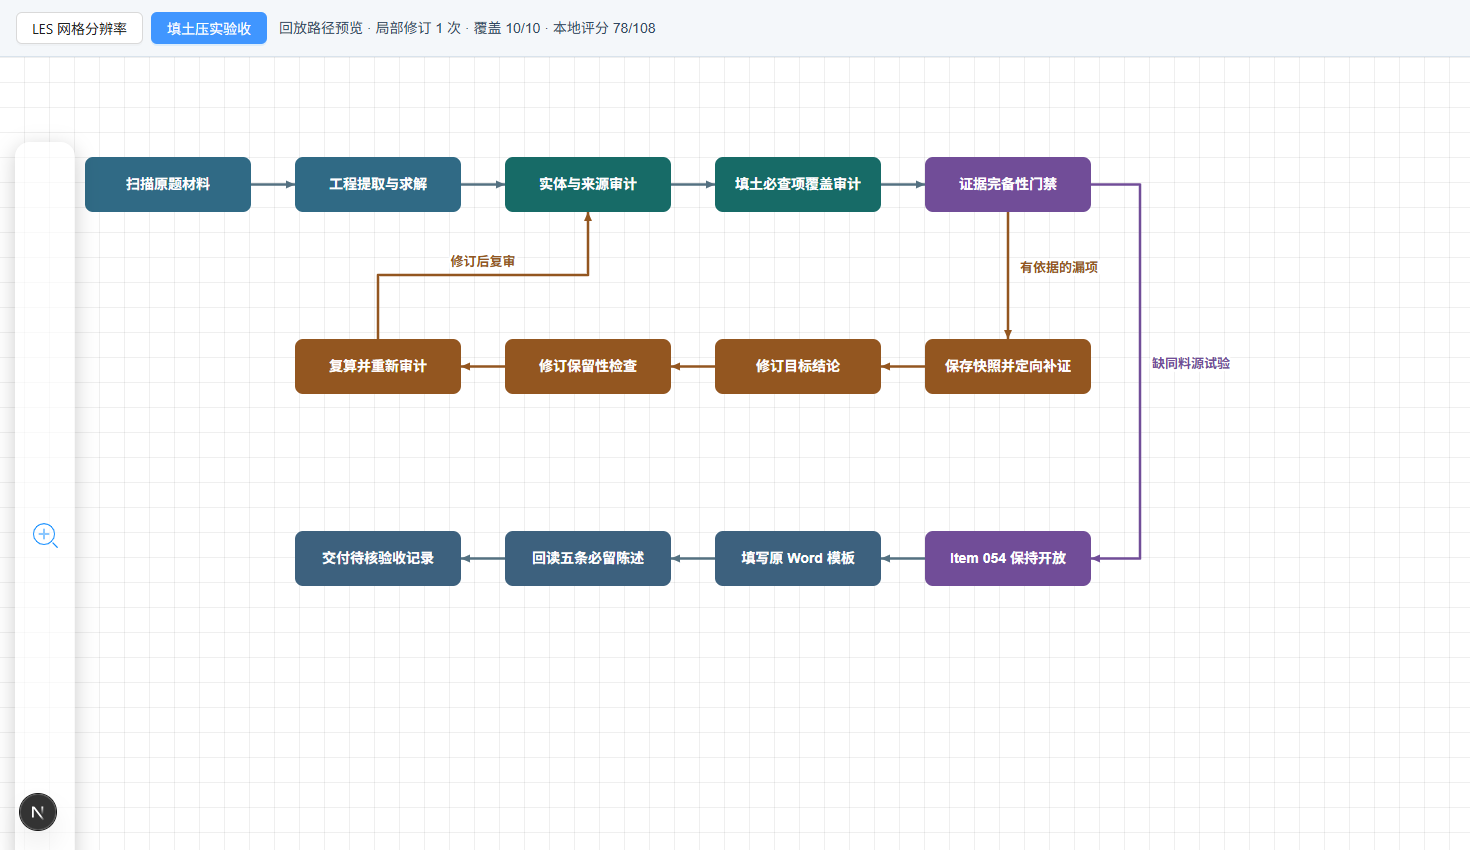 LES 网格分辨率
填土压实验收
回放路径预览 · 局部修订 1 次 · 覆盖 10/10 · 本地评分 78/108
扫描原题材料
工程提取与求解
实体与来源审计
填土必查项覆盖审计
证据完备性门禁
修订后复审
有依据的漏项
复算并重新审计
修订保留性检查
修订目标结论
保存快照并定向补证
缺同料源试验
交付待核验收记录
回读五条必留陈述
填写原 Word 模板
Item 054 保持开放
N